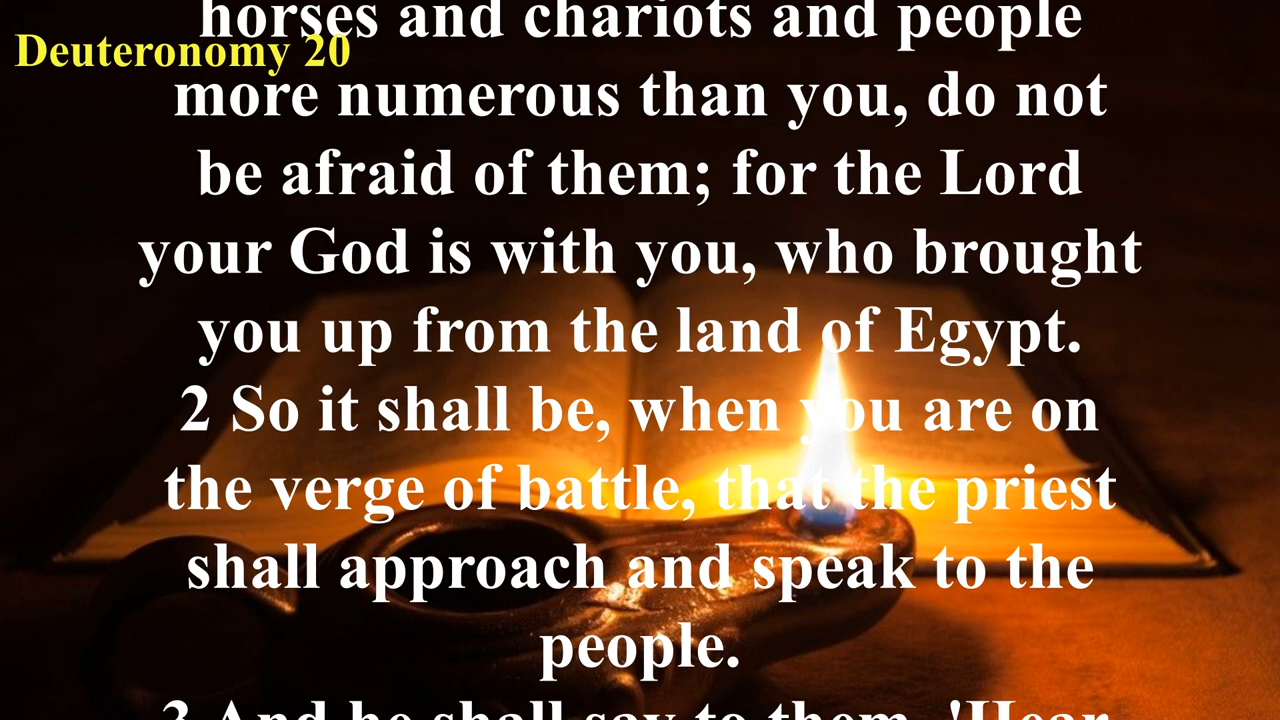 horses and chariots and people
Deuteronomy 20
more numerous than you, do not
be afraid of them; for the Lord
your God is with you, who brought
you up from the land of Egypt.
2 So it shall be, when you are on
the verge of battle, that the priest
shall approach and speak to the
people.
3 And he shall say to them, 'Hear,